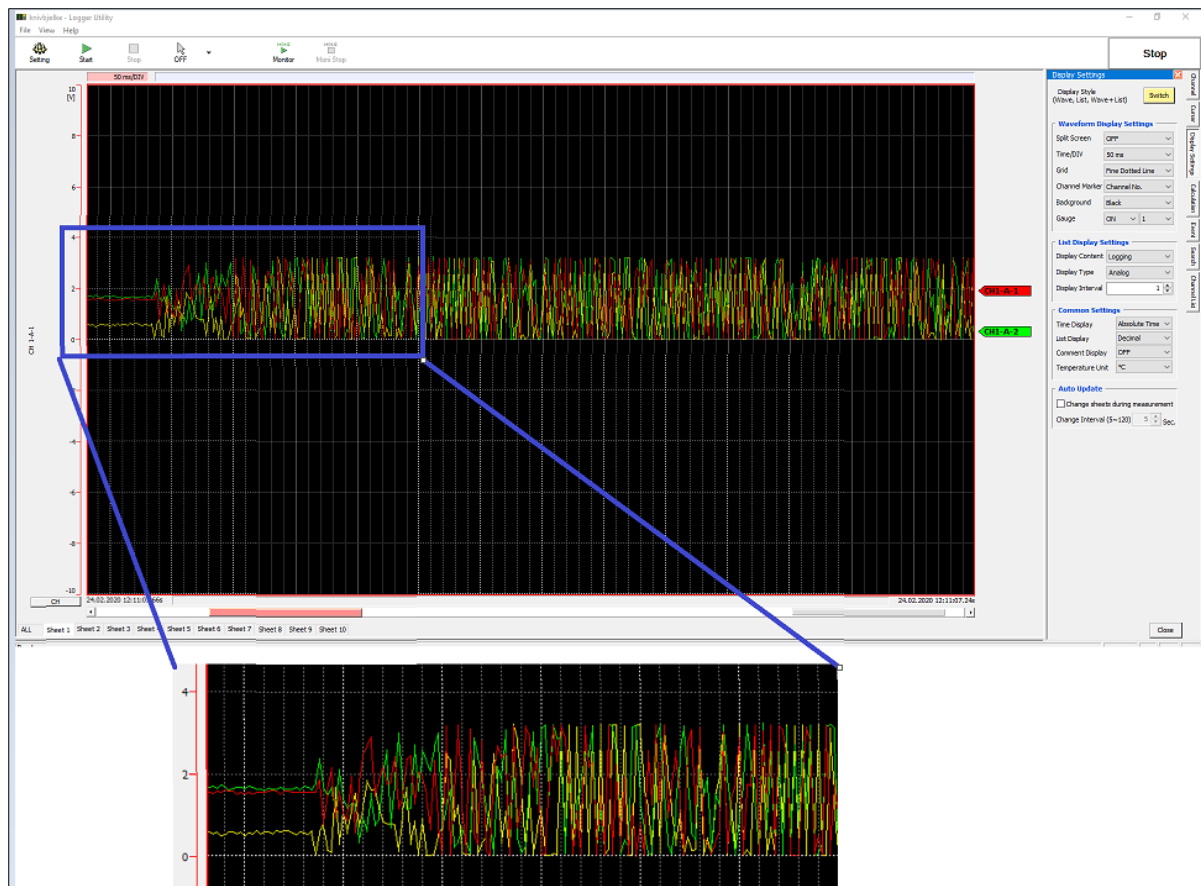 knivbjelke - Logger Utility
File View Help
Setting Start Stop OFF Monitor Moni Stop
Stop
50 ms/DIV
10
[V]
8
6
4
2
0
-4
-6
-8
-10
CH 1-A-1
CH1-A-1
CH1-A-2
CH
24.02.2020 12:11:07.24s
ALL Sheet 1 Sheet 2 Sheet 3 Sheet 5 Sheet 6 Sheet 7 Sheet 8 Sheet 9 Sheet 10
Display Settings
Display Style
(Wave, List, Wave+List)
Switch
Waveform Display Settings
Split Screen OFF
Time/DIV 50 ms
Grid Fine Dotted Line
Channel Marker Channel No.
Background Black
Gauge ON 1
List Display Settings
Display Content Logging
Display Type Analog
Display Interval 1
Common Settings
Time Display Absolute Time
List Display Decimal
Comment Display OFF
Temperature Unit °C
Auto Update
Change sheets during measurement
Change Interval (5~120) 5 Sec.
Close
Channel
Cursor
Display Settings
Calculation
Event
Search
Channel List
4
2
0